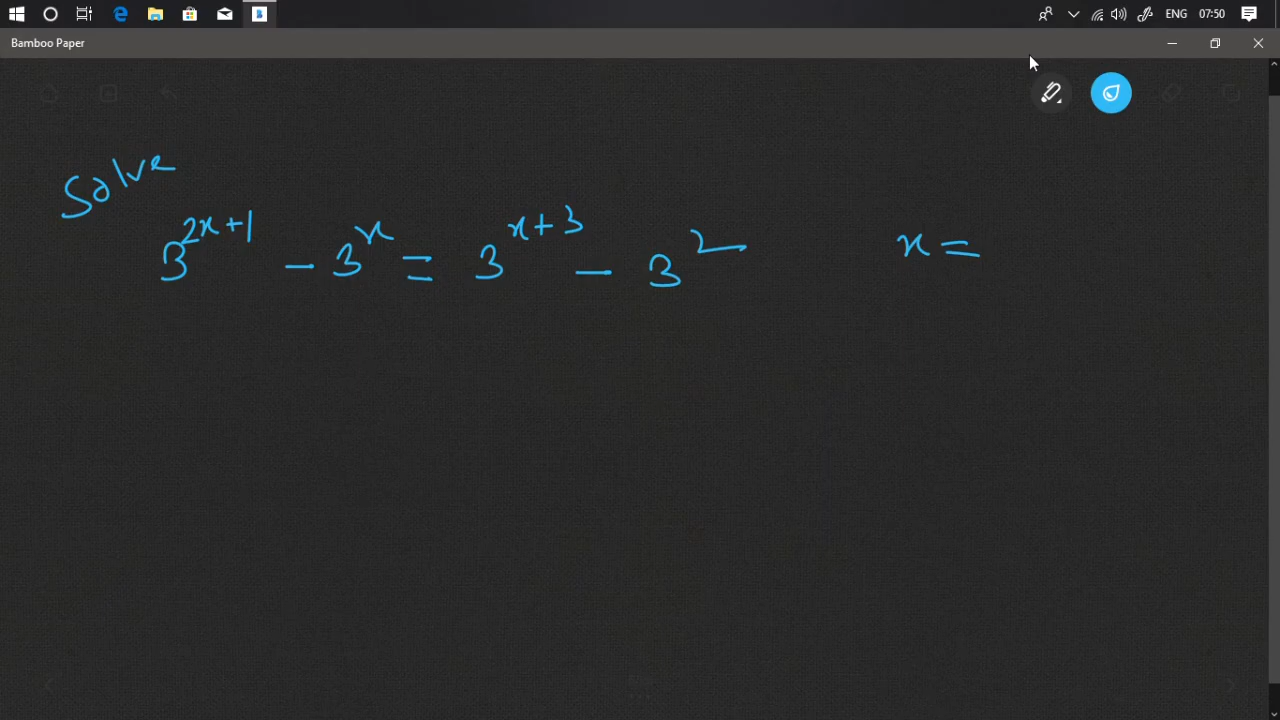 ENG 07:50
Bamboo Paper
Solve
3^{2x+1} - 3^x = 3^{x+3} - 3^2 x =